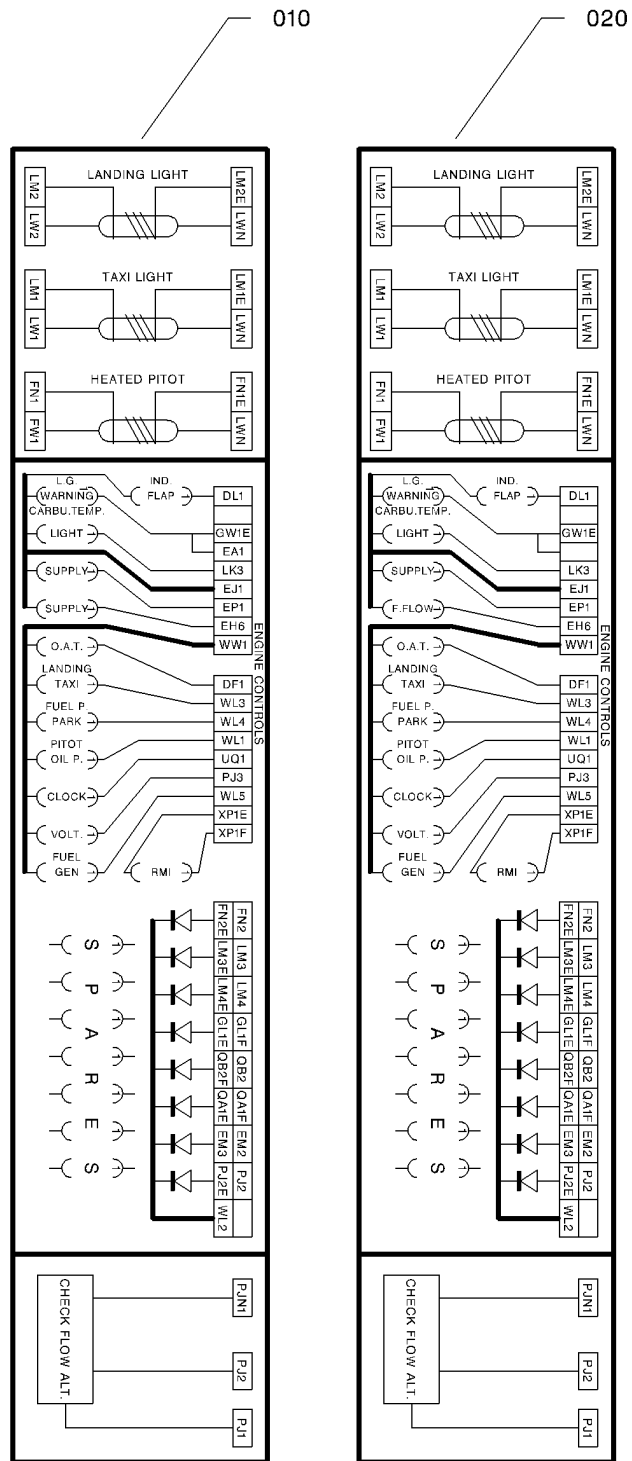 010
LANDING LIGHT
LM2
LW2
LM2E
LWN
TAXI LIGHT
LM1
LW1
LM1E
LWN
HEATED PITOT
FN1
FW1
FN1E
LWN
L.G.
WARNING
IND.
FLAP
DL1
CARBU.TEMP.
LIGHT
GW1E
EA1
LK3
EJ1
SUPPLY
EP1
SUPPLY
EH6
WW1
ENGINE CONTROLS
O.A.T.
DF1
LANDING
TAXI
WL3
FUEL P.
PARK
WL4
PITOT
OIL P.
WL1
UQ1
CLOCK
PJ3
WL5
VOLT.
XP1E
XP1F
FUEL
GEN
RMI
SPARES
FN2E FN2
LM3E LM3
LM4E LM4
GL1E GL1F
QB2F QB2
QA1E QA1F
EM3 EM2
PJ2E PJ2
WL2
CHECK FLOW ALT.
PJN1
PJ2
PJ1
020
LANDING LIGHT
LM2
LW2
LM2E
LWN
TAXI LIGHT
LM1
LW1
LM1E
LWN
HEATED PITOT
FN1
FW1
FN1E
LWN
L.G.
WARNING
IND.
FLAP
DL1
CARBU.TEMP.
LIGHT
GW1E
LK3
EJ1
SUPPLY
EP1
F.FLOW
EH6
WW1
ENGINE CONTROLS
O.A.T.
DF1
LANDING
TAXI
WL3
FUEL P.
PARK
WL4
PITOT
OIL P.
WL1
UQ1
CLOCK
PJ3
WL5
VOLT.
XP1E
XP1F
FUEL
GEN
RMI
SPARES
FN2E FN2
LM3E LM3
LM4E LM4
GL1E GL1F
QB2F QB2
QA1E QA1F
EM3 EM2
PJ2E PJ2
WL2
CHECK FLOW ALT.
PJN1
PJ2
PJ1